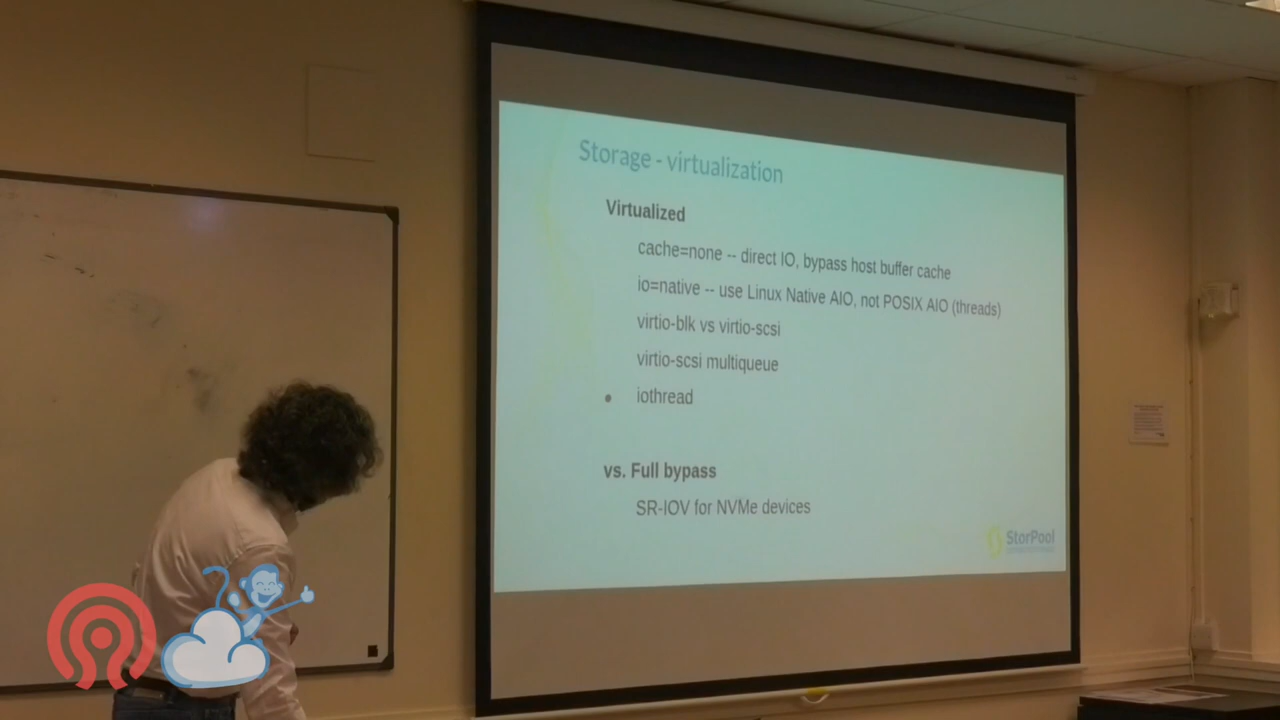 Storage - virtualization
Virtualized
cache=none -- direct IO, bypass host buffer cache
io=native -- use Linux Native AIO, not POSIX AIO (threads)
virtio-blk vs virtio-scsi
virtio-scsi multiqueue
• iothread
vs. Full bypass
SR-IOV for NVMe devices
StorPool